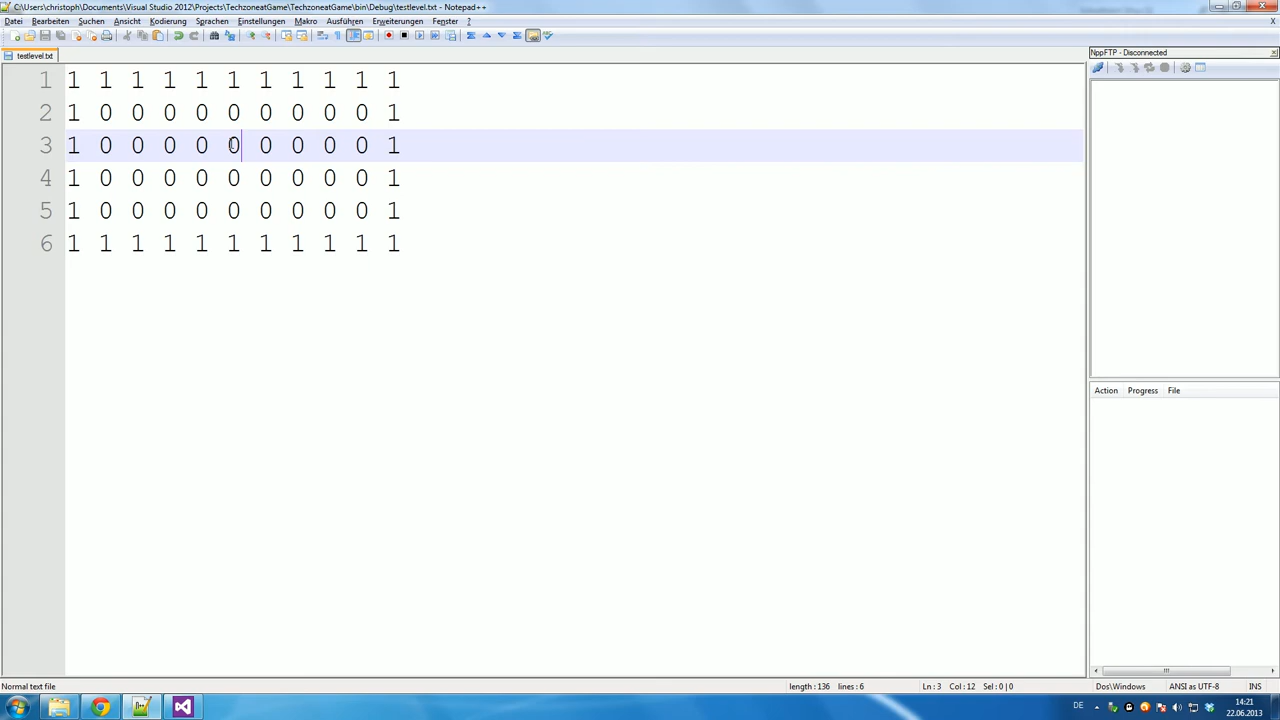 C:\Users\christoph\Documents\Visual Studio 2012\Projects\TechzoneatGame\TechzoneatGame\bin\Debug\testlevel.txt - Notepad++
Datei Bearbeiten Suchen Ansicht Kodierung Sprachen Einstellungen Makro Ausführen Erweiterungen Fenster ? X
testlevel.txt
NppFTP - Disconnected
1 1 1 1 1 1 1 1 1 1 1 1
2 1 0 0 0 0 0 0 0 0 0 1
3 1 0 0 0 0 0 0 0 0 0 1
4 1 0 0 0 0 0 0 0 0 0 1
5 1 0 0 0 0 0 0 0 0 0 1
6 1 1 1 1 1 1 1 1 1 1 1
Action Progress File
Normal text file length : 136 lines : 6 Ln : 3 Col : 12 Sel : 0 | 0 Dos\Windows ANSI as UTF-8 INS
DE 14:21
22.06.2013